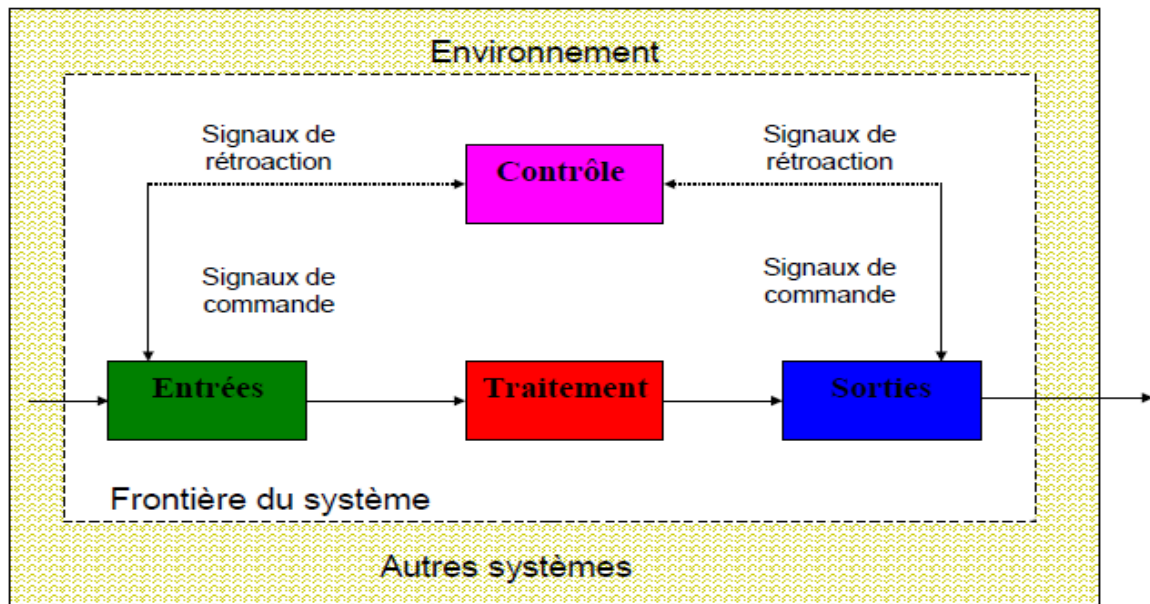 Environnement
Signaux de
rétroaction
Contrôle
Signaux de
rétroaction
Signaux de
commande
Signaux de
commande
Entrées
Traitement
Sorties
Frontière du système
Autres systèmes